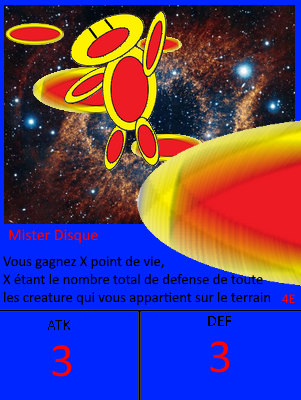 Mister Disque
Vous gagnez X point de vie,
X étant le nombre total de defense de toute
les creature qui vous appartient sur le terrain 4E
ATK DEF
3 3